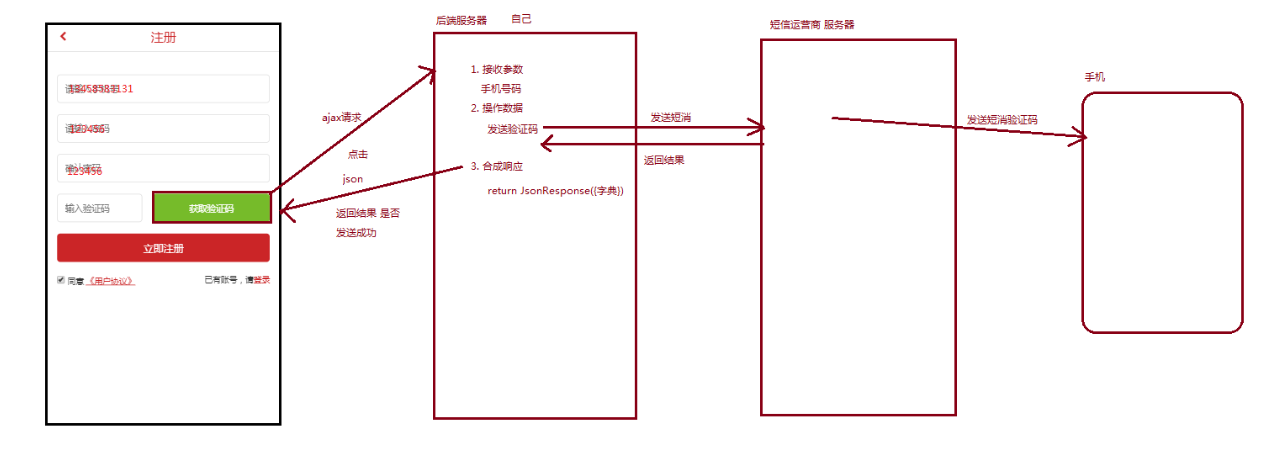 注册
123456
123456
输入验证码
获取验证码
立即注册
同意《用户协议》
已有账号，请登录
ajax请求
点击
json
返回结果 是否
发送成功
后端服务器 自己
1. 接收参数
手机号码
2. 操作数据
发送验证码
3. 合成响应
return JsonResponse({字典})
发送短消
返回结果
短信运营商 服务器
发送短消验证码
手机